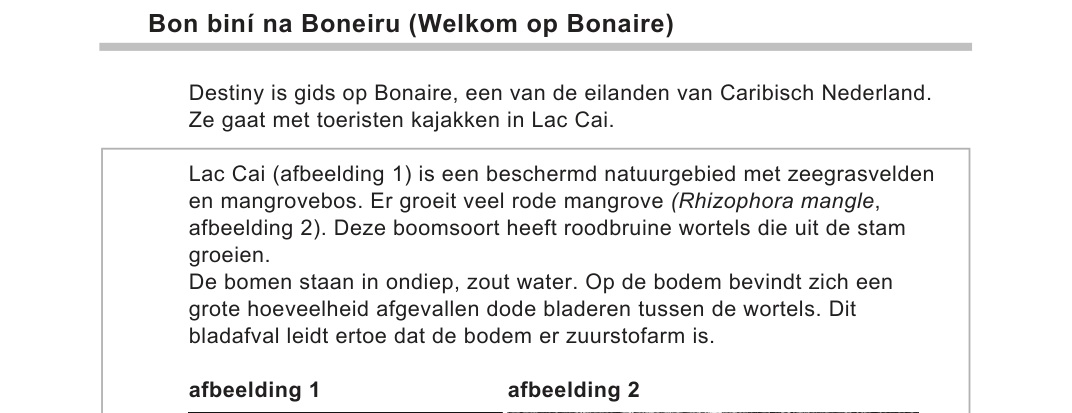 Bon biní na Boneiru (Welkom op Bonaire)
Destiny is gids op Bonaire, een van de eilanden van Caribisch Nederland.
Ze gaat met toeristen kajakken in Lac Cai.
Lac Cai (afbeelding 1) is een beschermd natuurgebied met zeegrasvelden
en mangrovebos. Er groeit veel rode mangrove (Rhizophora mangle,
afbeelding 2). Deze boomsoort heeft roodbruine wortels die uit de stam
groeien.
De bomen staan in ondiep, zout water. Op de bodem bevindt zich een
grote hoeveelheid afgevallen dode bladeren tussen de wortels. Dit
bladafval leidt ertoe dat de bodem er zuurstofarm is.
afbeelding 1 afbeelding 2